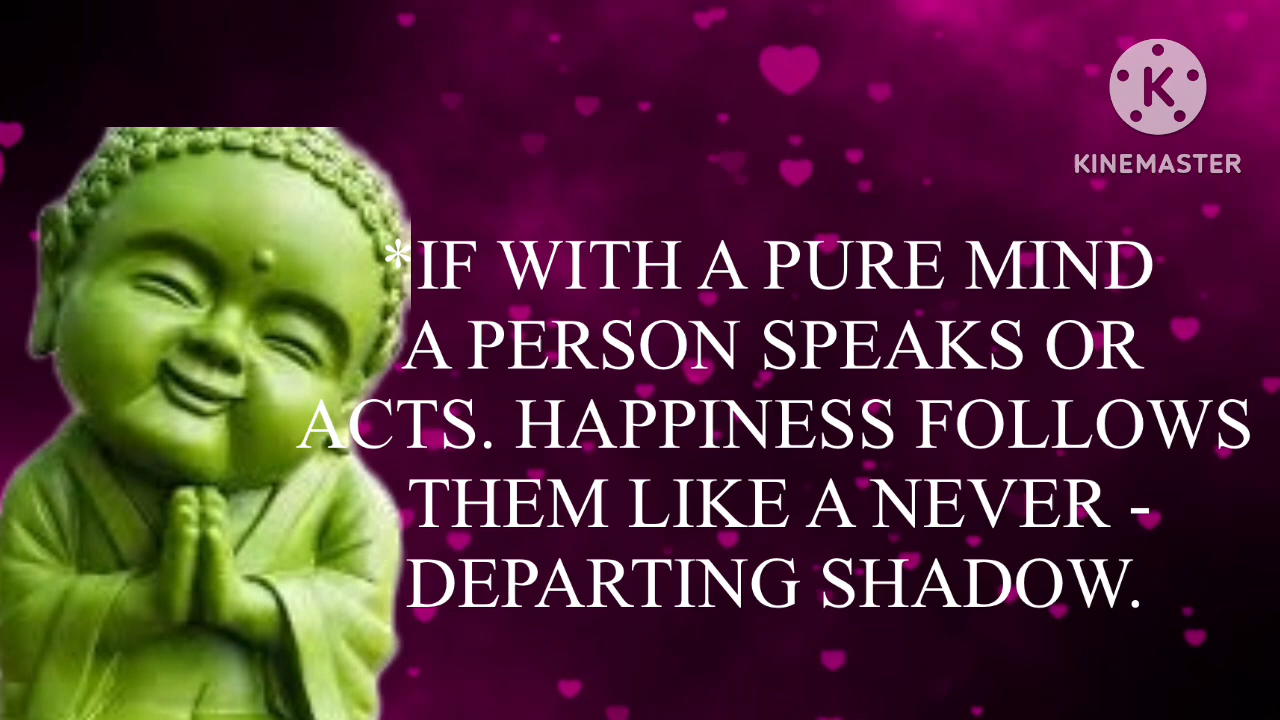 KINEMASTER
*IF WITH A PURE MIND
A PERSON SPEAKS OR
ACTS. HAPPINESS FOLLOWS
THEM LIKE A NEVER -
DEPARTING SHADOW.